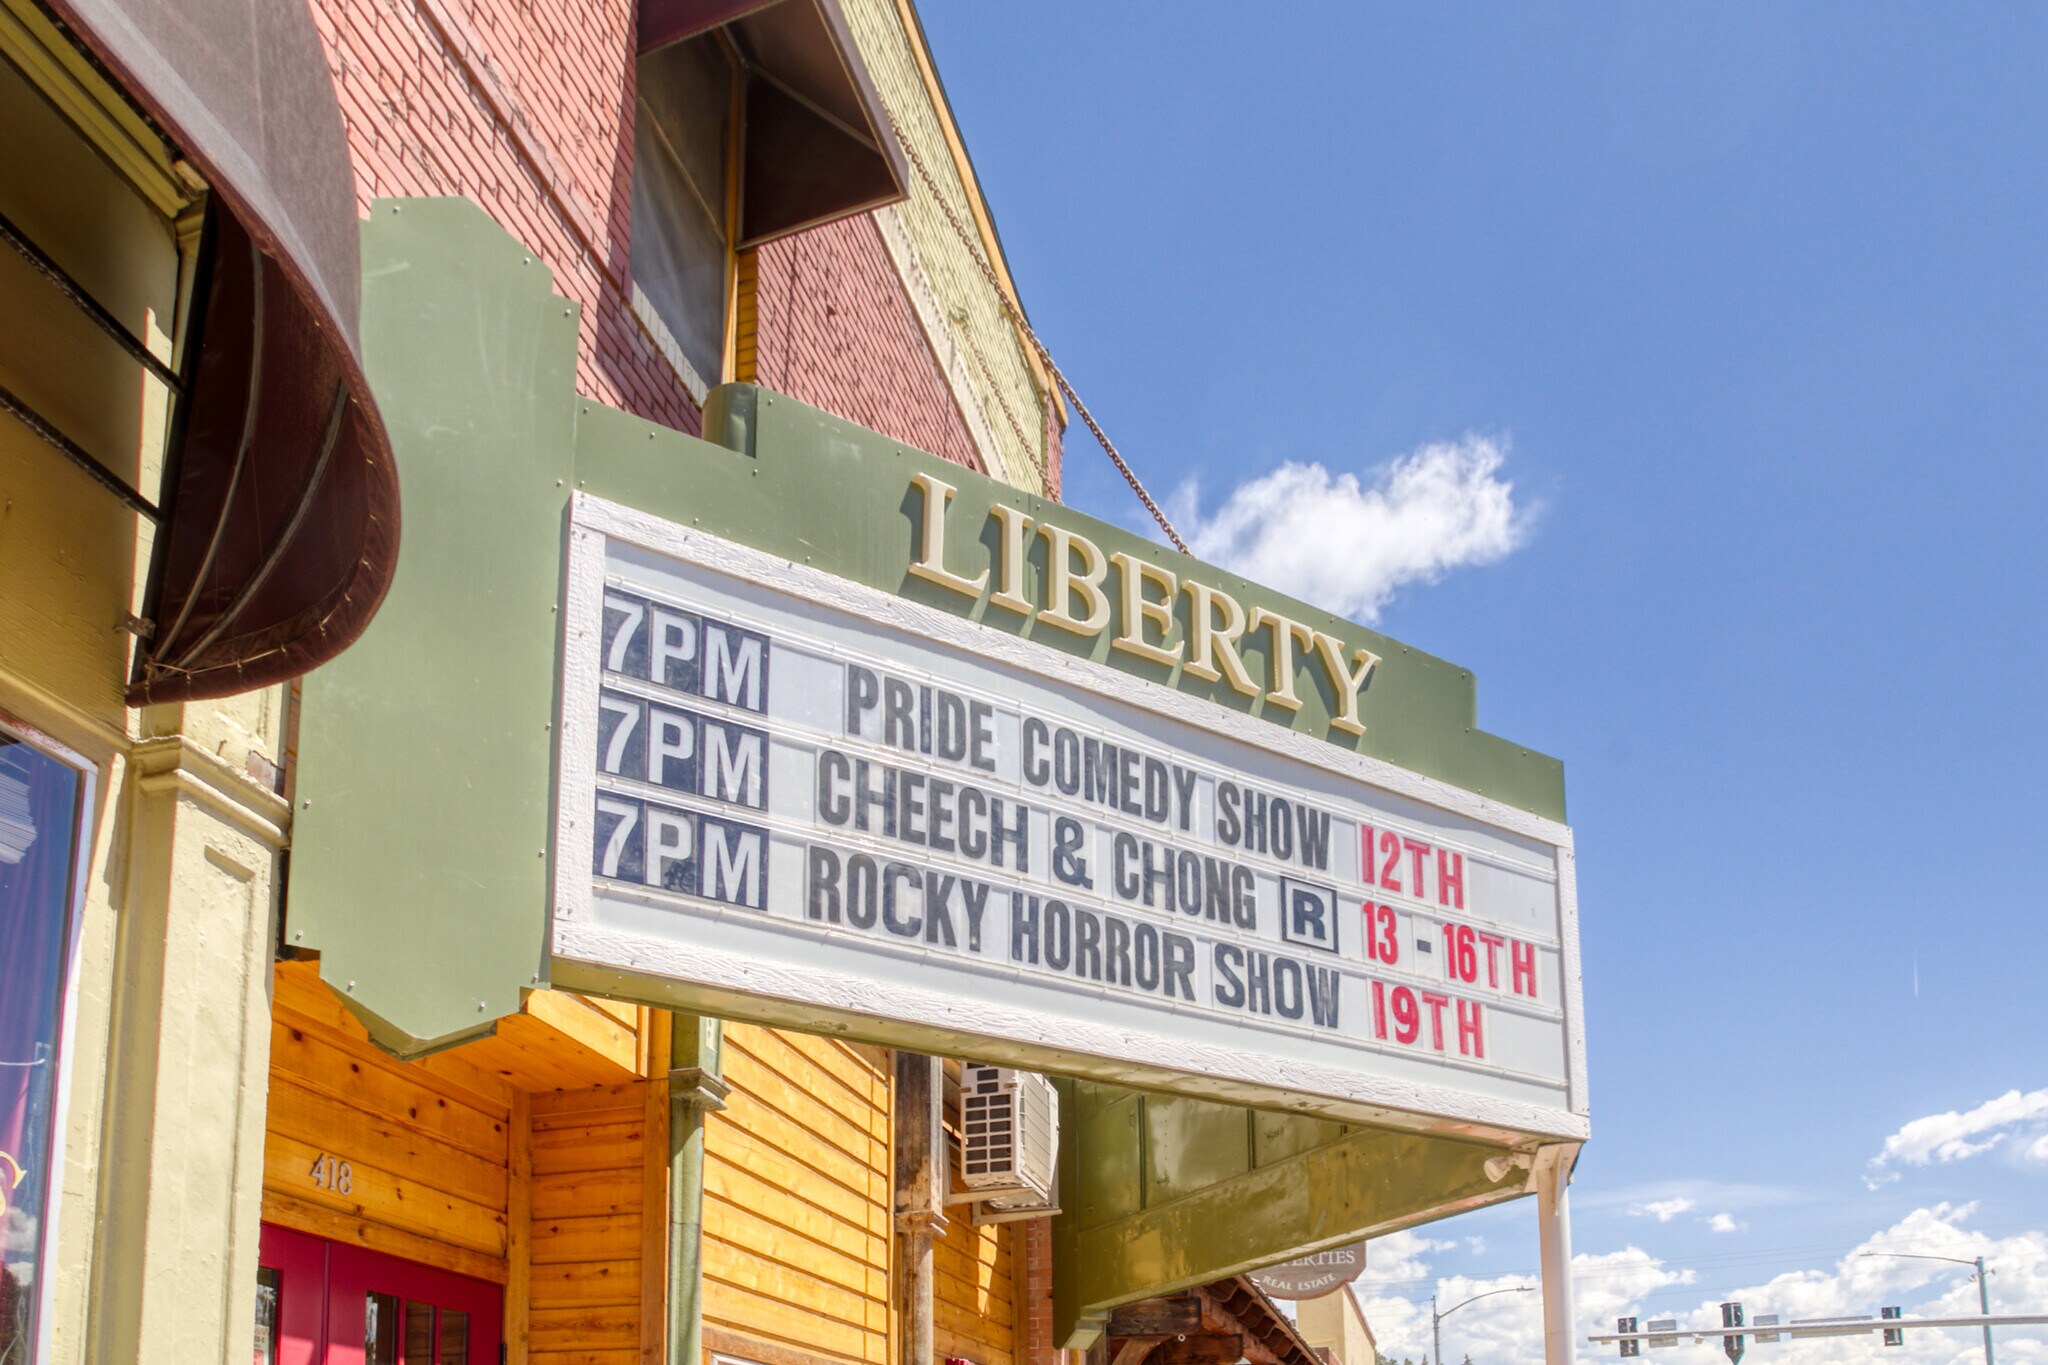 LIBERTY
7PM PRIDE COMEDY SHOW 12TH
7PM CHEECH & CHONG R 13 - 16TH
7PM ROCKY HORROR SHOW 19TH
418
REAL ESTATE